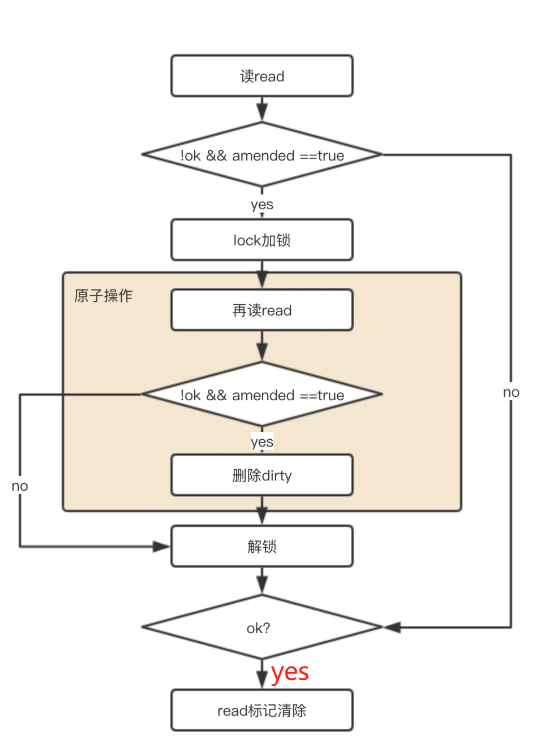 读read
!ok && amended ==true
yes
lock加锁
原子操作
再读read
!ok && amended ==true
no
yes
删除dirty
no
解锁
ok?
yes
read标记清除